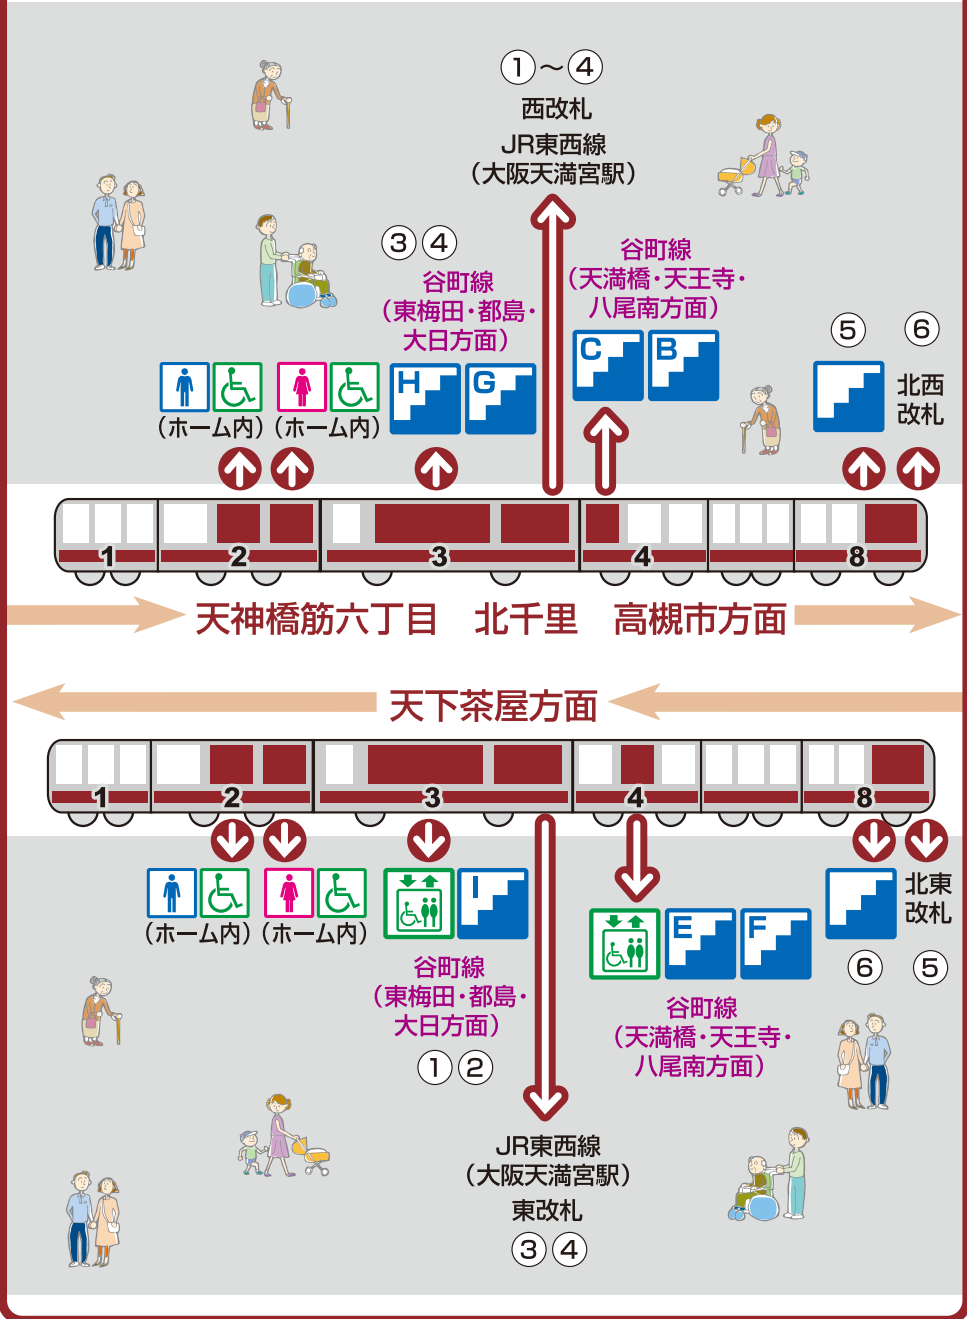 ①～④
西改札
JR東西線
（大阪天満宮駅）
③④
谷町線
（東梅田・都島・
大日方面）
谷町線
（天満橋・天王寺・
八尾南方面）
⑤
⑥
北西
改札
H
G
C
B
（ホーム内）
（ホーム内）
1
2
3
4
8
天神橋筋六丁目　北千里　高槻市方面
天下茶屋方面
1
2
3
4
8
（ホーム内）
（ホーム内）
I
E
F
北東
改札
⑥
⑤
谷町線
（東梅田・都島・
大日方面）
①②
谷町線
（天満橋・天王寺・
八尾南方面）
JR東西線
（大阪天満宮駅）
東改札
③④